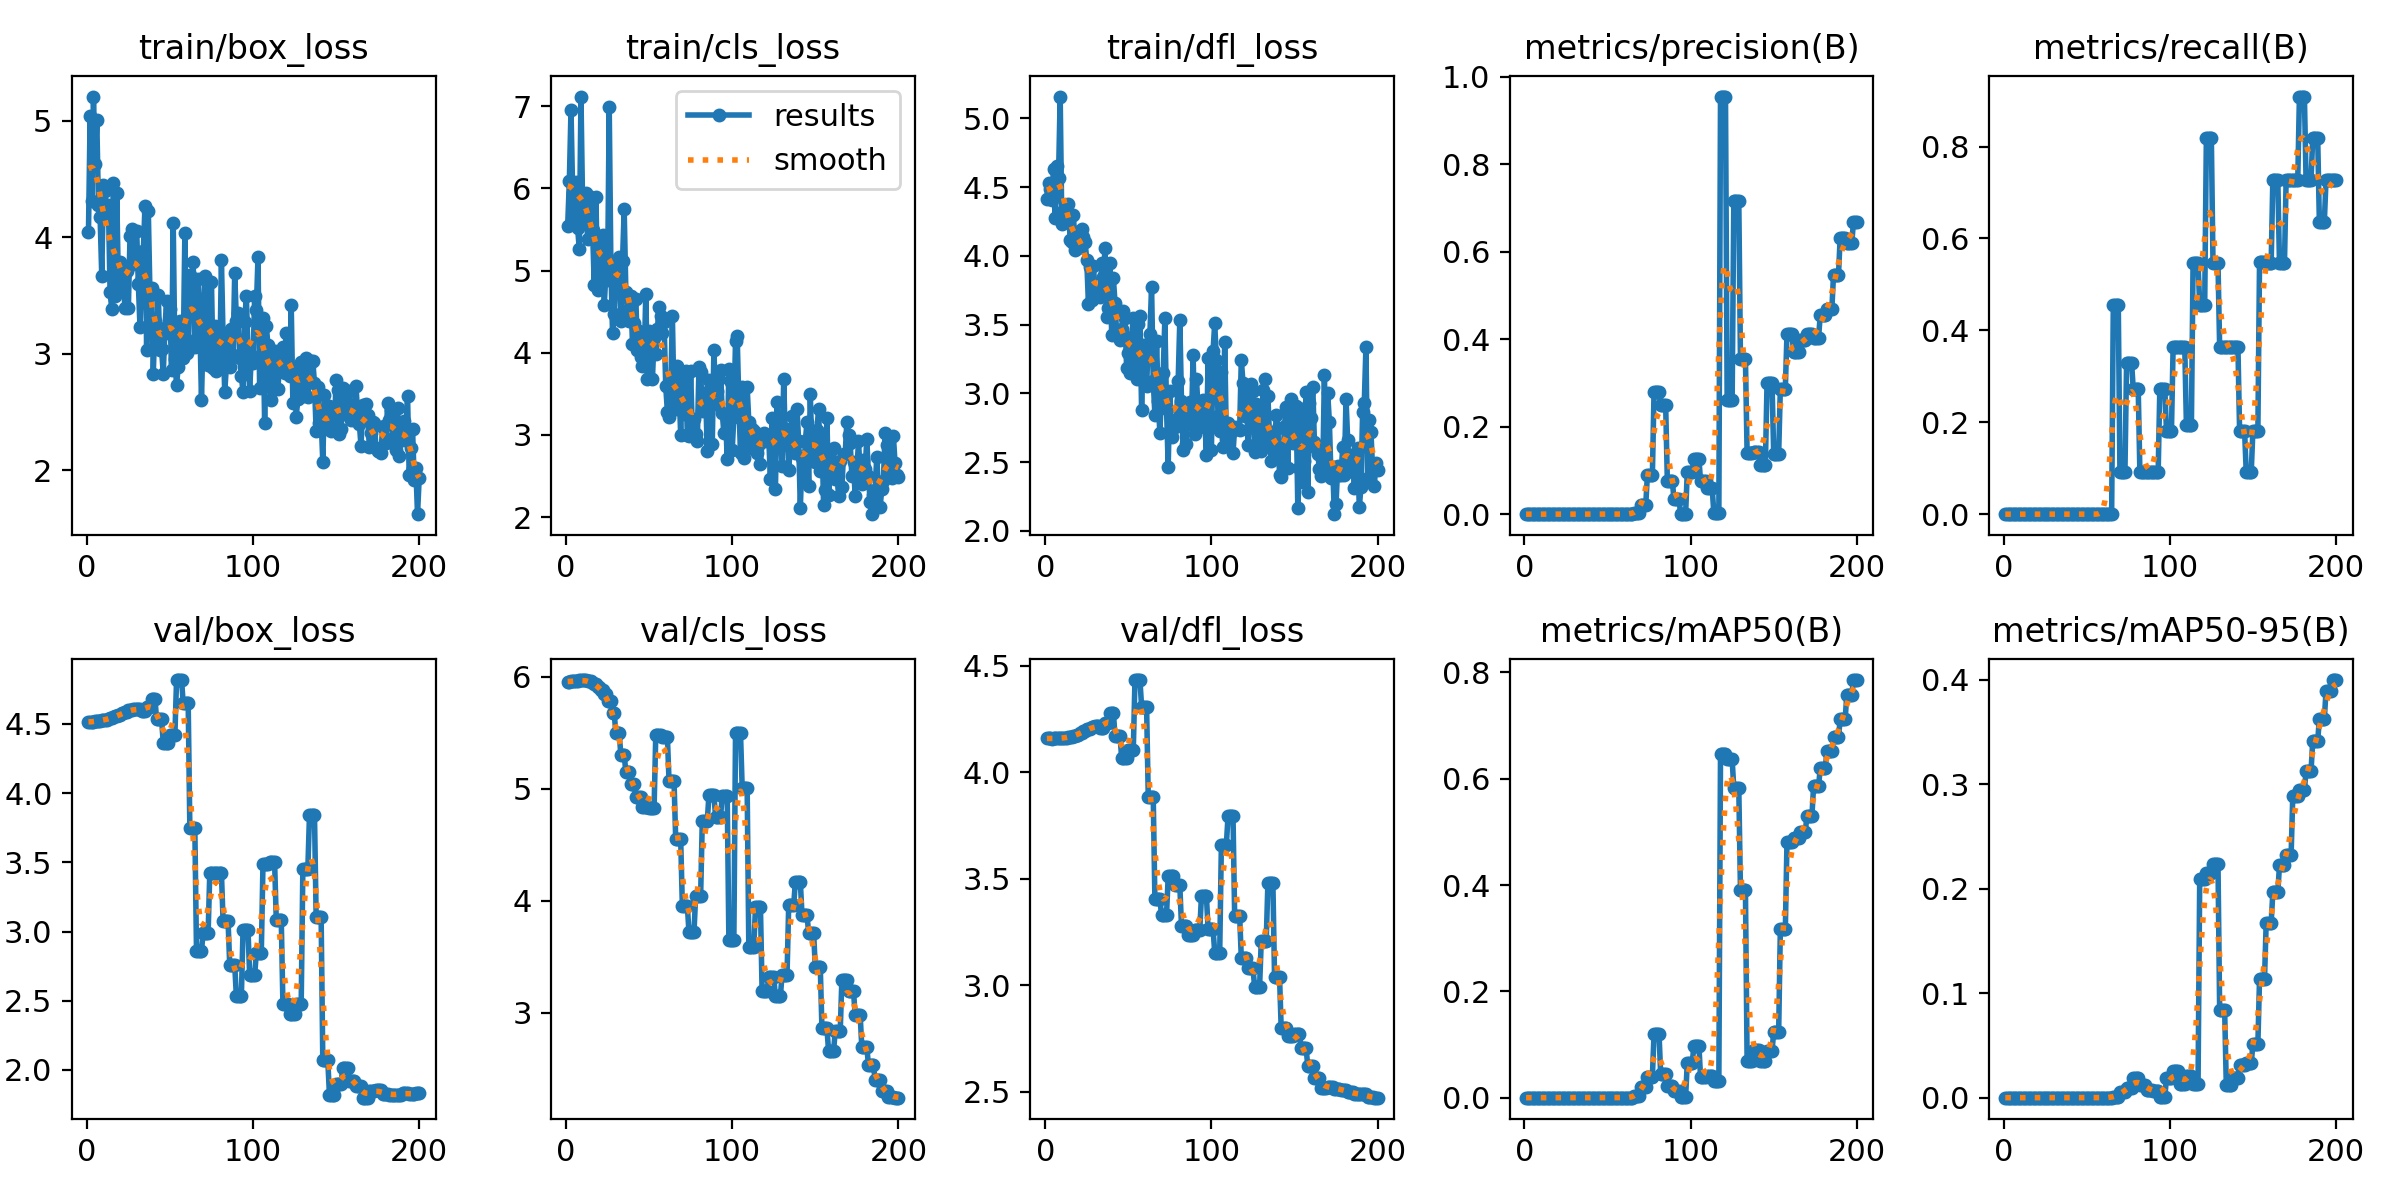 train/box_loss
train/cls_loss
train/dfl_loss
metrics/precision(B)
metrics/recall(B)
5
4
3
2
0 100 200
7
6
5
4
3
2
0 100 200
results
smooth
5.0
4.5
4.0
3.5
3.0
2.5
2.0
0 100 200
1.0
0.8
0.6
0.4
0.2
0.0
0 100 200
0.8
0.6
0.4
0.2
0.0
0 100 200
val/box_loss
val/cls_loss
val/dfl_loss
metrics/mAP50(B)
metrics/mAP50-95(B)
4.5
4.0
3.5
3.0
2.5
2.0
0 100 200
6
5
4
3
0 100 200
4.5
4.0
3.5
3.0
2.5
0 100 200
0.8
0.6
0.4
0.2
0.0
0 100 200
0.4
0.3
0.2
0.1
0.0
0 100 200